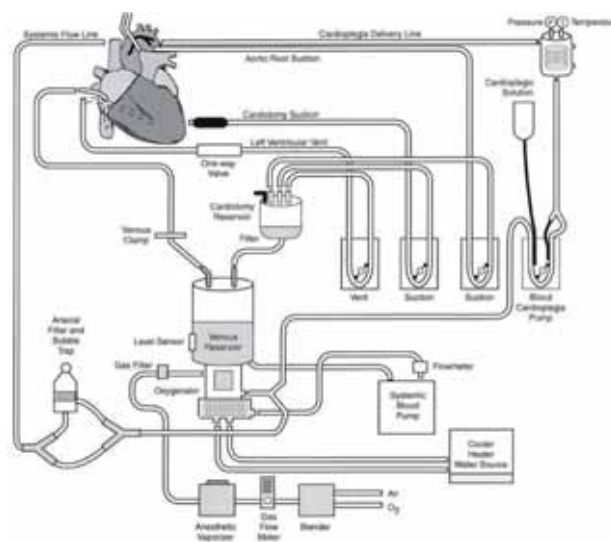 Pressure
Temperature
Systemic Flow Line
Cardioplegia Delivery Line
Aortic Root Suction
Cardioplegic
Solution
Cardiotomy Suction
Left Ventricular Vent
One-way
Valve
Cardiotomy
Reservoir
Venous
Clamp
Filter
Vent
Suction
Suction
Blood
Cardioplegia
Pump
Arterial
Filter and
Bubble
Trap
Level Sensor
Venous
Reservoir
Gas Filter
Oxygenator
Flowmeter
Systemic
Blood
Pump
Cooler
Heater
Water Source
Air
O2
Anesthetic
Vaporizer
Gas
Flow
Meter
Blender